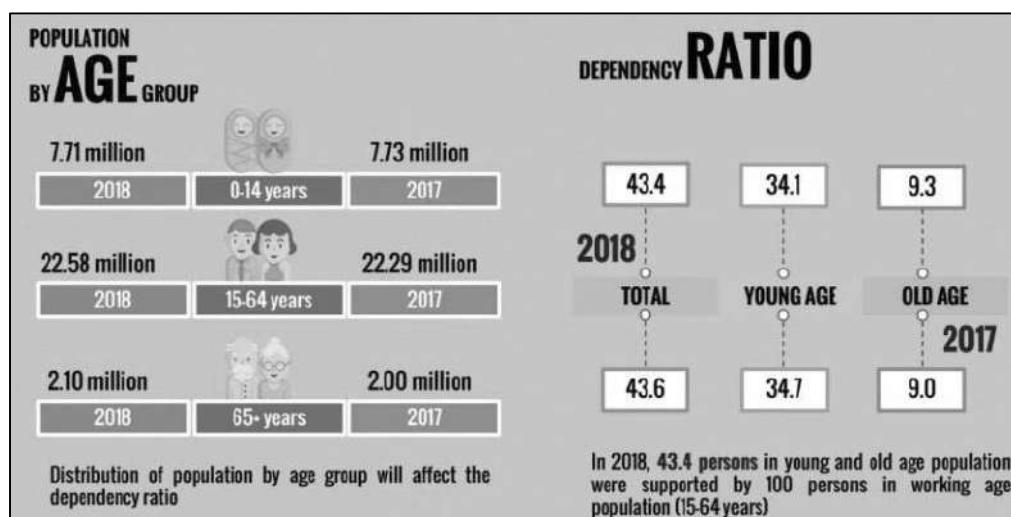 POPULATION
BY AGE GROUP
7.71 million
7.73 million
2018
0-14 years
2017
22.58 million
22.29 million
2018
15-64 years
2017
2.10 million
2.00 million
2018
65+ years
2017
Distribution of population by age group will affect the
dependency ratio
DEPENDENCY RATIO
43.4
34.1
9.3
2018
TOTAL
YOUNG AGE
OLD AGE
2017
43.6
34.7
9.0
In 2018, 43.4 persons in young and old age population
were supported by 100 persons in working age
population (15-64 years)